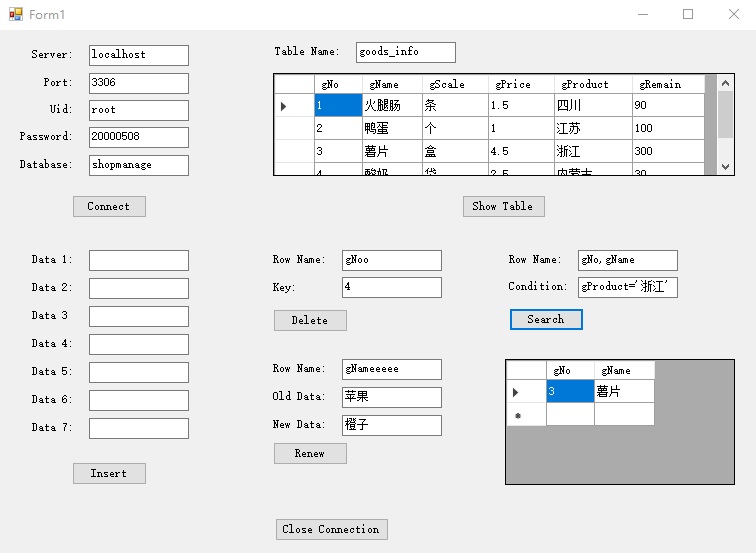 Form1
Server: localhost
Port: 3306
Uid: root
Password: 20000508
Database: shopmanage
Connect
Table Name: goods_info
gNo gName gScale gPrice gProduct gRemain
1 火腿肠 条 1.5 四川 90
2 鸭蛋 个 1 江苏 100
3 薯片 盒 4.5 浙江 300
4 酸奶 袋 2.5 内蒙古 30
Show Table
Data 1:
Data 2:
Data 3
Data 4:
Data 5:
Data 6:
Data 7:
Insert
Row Name: gNoo
Key: 4
Delete
Row Name: gNameeeee
Old Data: 苹果
New Data: 橙子
Renew
Row Name: gNo,gName
Condition: gProduct='浙江'
Search
gNo gName
3 薯片
Close Connection